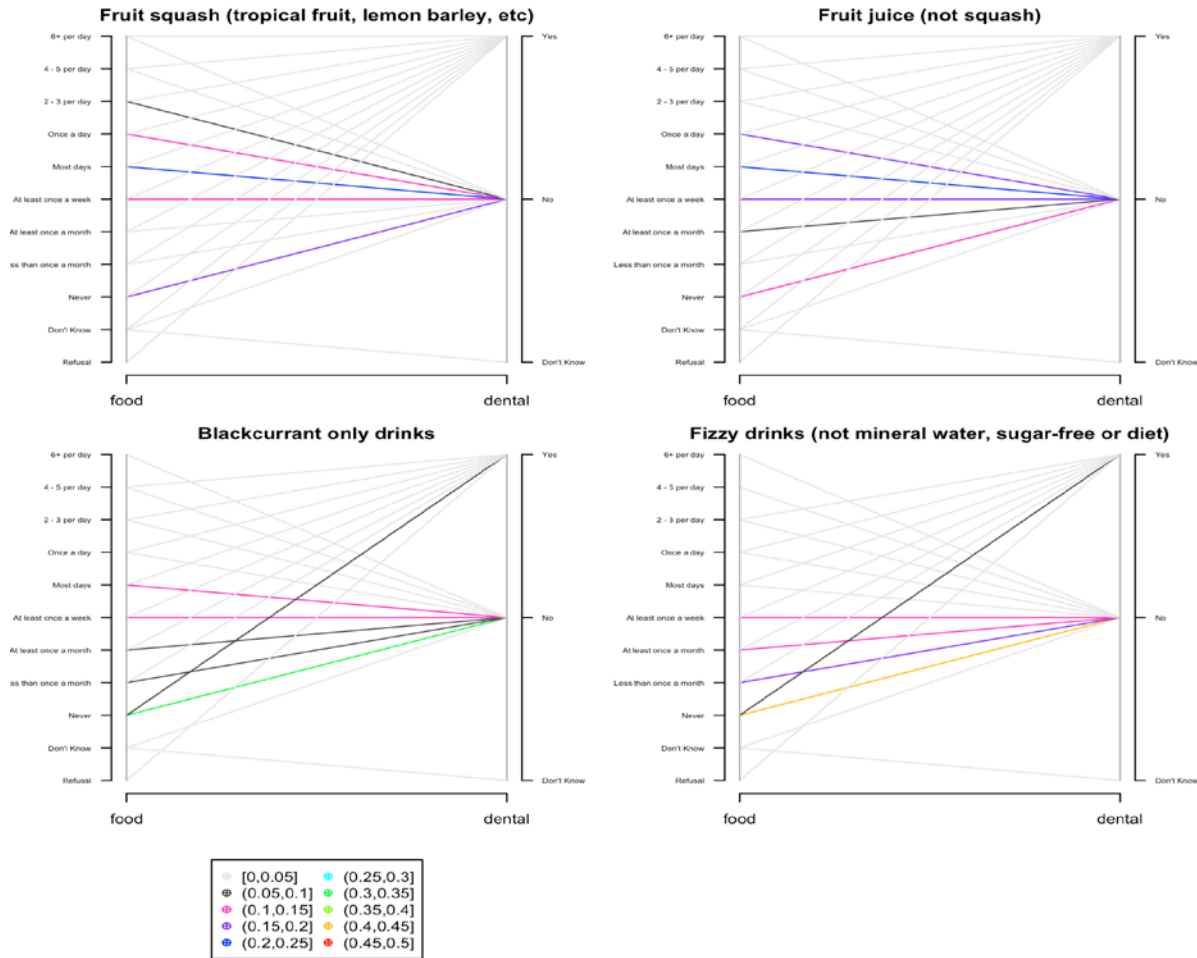 Fruit squash (tropical fruit, lemon barley, etc)
6+ per day
4 - 5 per day
2 - 3 per day
Once a day
Most days
At least once a week
At least once a month
ss than once a month
Never
Don't Know
Refusal
Yes
No
Don't Know
food
dental
Fruit juice (not squash)
6+ per day
4 - 5 per day
2 - 3 per day
Once a day
Most days
At least once a week
At least once a month
Less than once a month
Never
Don't Know
Refusal
Yes
No
Don't Know
food
dental
Blackcurrant only drinks
6+ per day
4 - 5 per day
2 - 3 per day
Once a day
Most days
At least once a week
At least once a month
ss than once a month
Never
Don't Know
Refusal
Yes
No
Don't Know
food
dental
Fizzy drinks (not mineral water, sugar-free or diet)
6+ per day
4 - 5 per day
2 - 3 per day
Once a day
Most days
At least once a week
At least once a month
Less than once a month
Never
Don't Know
Refusal
Yes
No
Don't Know
food
dental
[0,0.05]
(0.05,0.1]
(0.1,0.15]
(0.15,0.2]
(0.2,0.25]
(0.25,0.3]
(0.3,0.35]
(0.35,0.4]
(0.4,0.45]
(0.45,0.5]